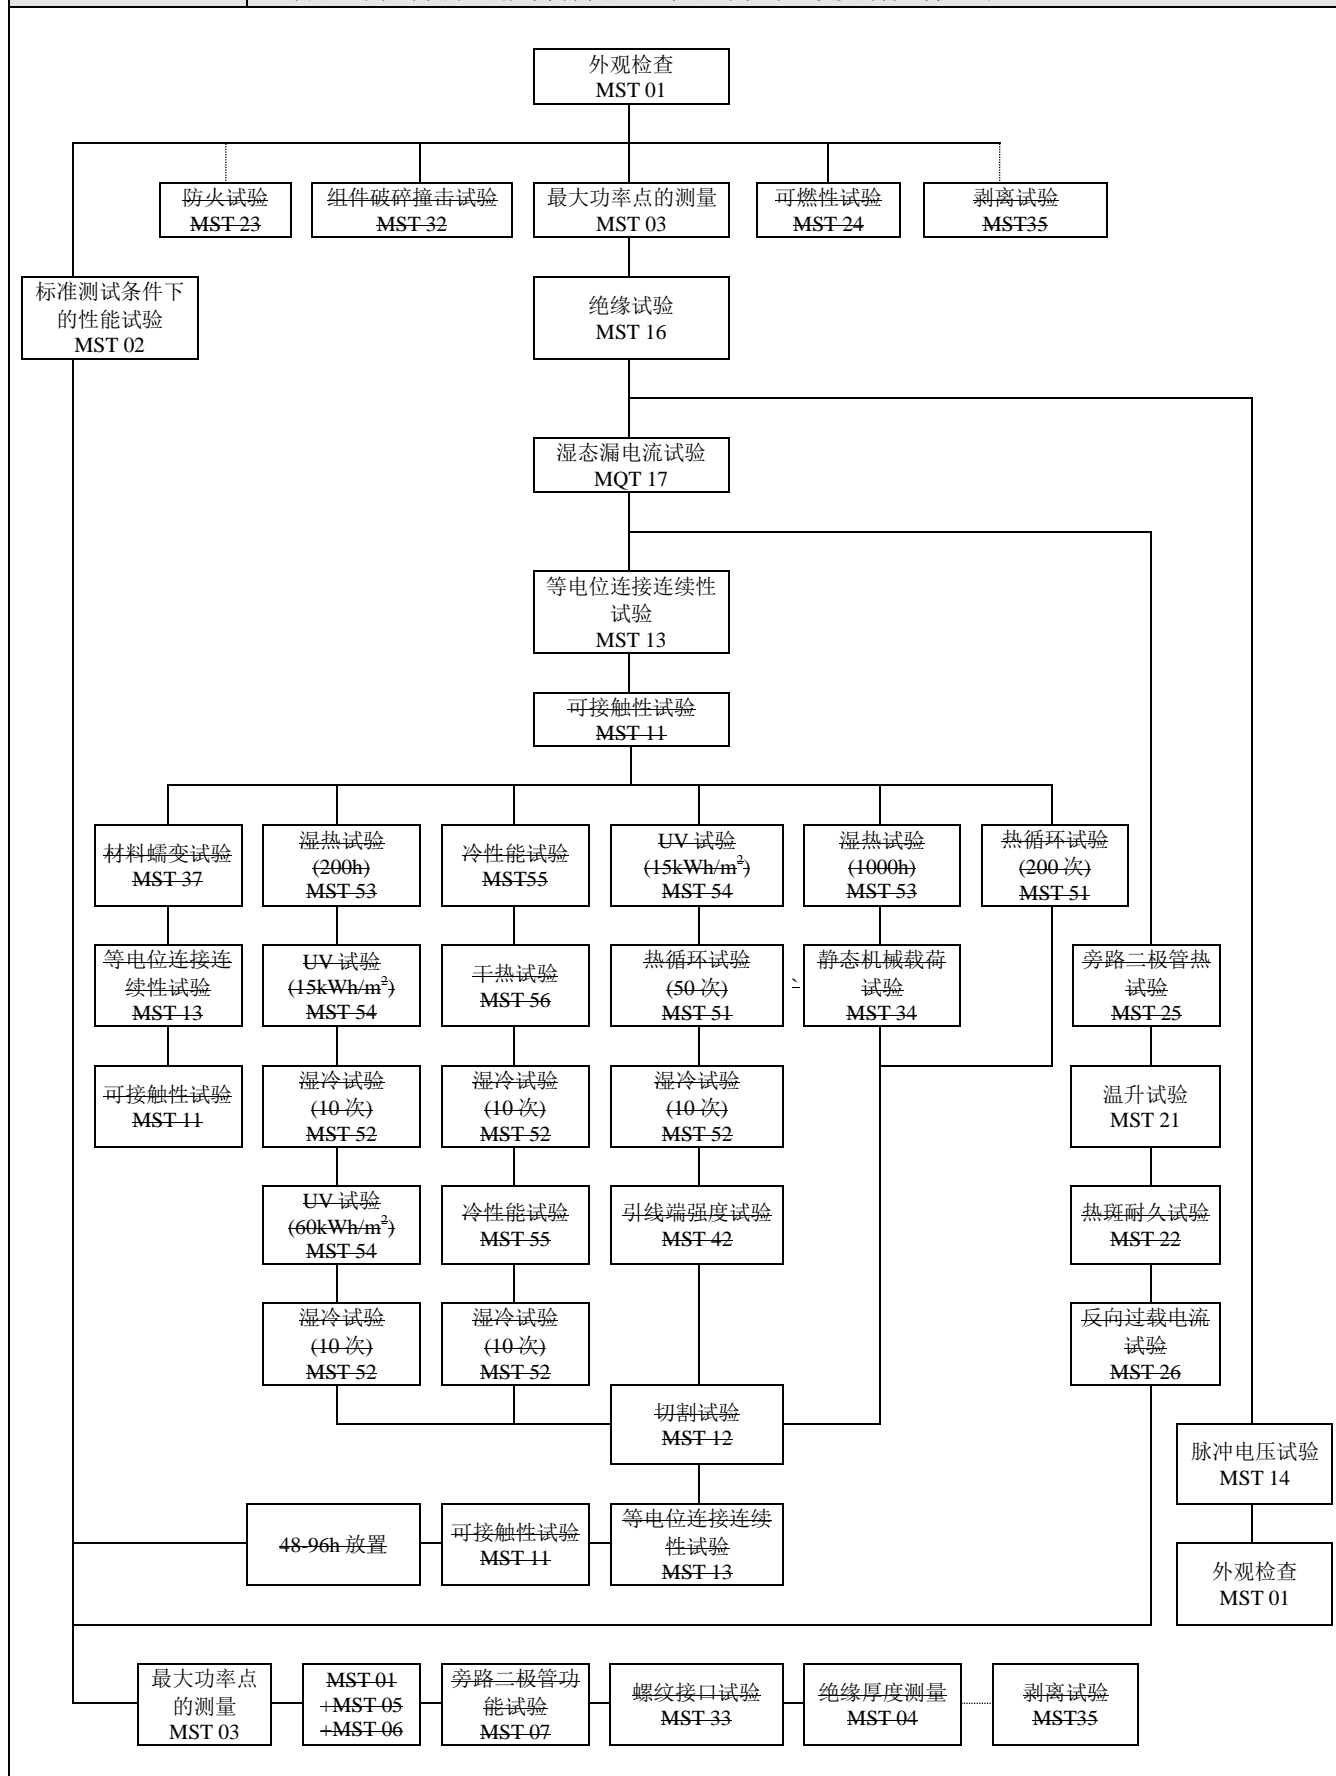 外观检查
MST 01
防火试验
MST 23
组件破碎撞击试验
MST 32
最大功率点的测量
MST 03
可燃性试验
MST 24
剥离试验
MST35
标准测试条件下
的性能试验
MST 02
绝缘试验
MST 16
湿态漏电流试验
MQT 17
等电位连接连续性
试验
MST 13
可接触性试验
MST 11
材料蠕变试验
MST 37
湿热试验
(200h)
MST 53
冷性能试验
MST55
UV 试验
(15kWh/m²)
MST 54
湿热试验
(1000h)
MST 53
热循环试验
(200 次)
MST 51
等电位连接连
续性试验
MST 13
UV 试验
(15kWh/m²)
MST 54
干热试验
MST 56
热循环试验
(50 次)
MST 51
、
静态机械载荷
试验
MST 34
旁路二极管热
试验
MST 25
可接触性试验
MST 11
湿冷试验
(10 次)
MST 52
湿冷试验
(10 次)
MST 52
湿冷试验
(10 次)
MST 52
温升试验
MST 21
UV 试验
(60kWh/m²)
MST 54
冷性能试验
MST 55
引线端强度试验
MST 42
热斑耐久试验
MST 22
湿冷试验
(10 次)
MST 52
湿冷试验
(10 次)
MST 52
反向过载电流
试验
MST 26
切割试验
MST 12
脉冲电压试验
MST 14
48-96h 放置
可接触性试验
MST 11
等电位连接连续
性试验
MST 13
外观检查
MST 01
最大功率点
的测量
MST 03
MST 01
+MST 05
+MST 06
旁路二极管功
能试验
MST 07
螺纹接口试验
MST 33
绝缘厚度测量
MST 04
剥离试验
MST35